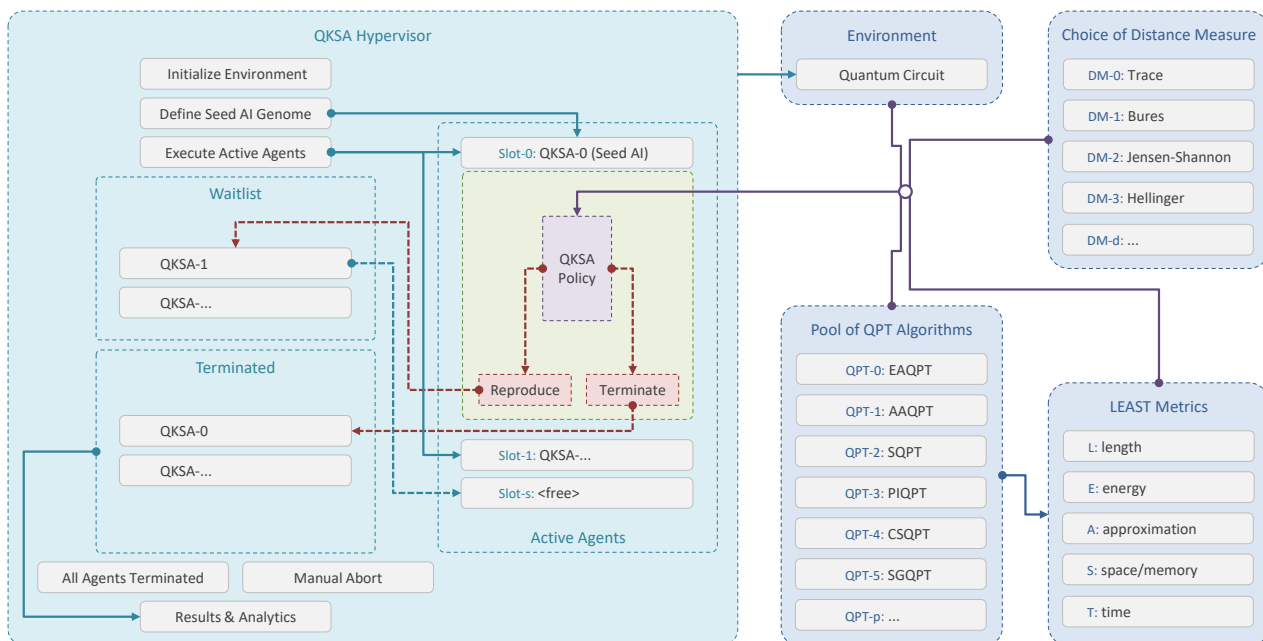 QKSA Hypervisor
Initialize Environment
Define Seed AI Genome
Execute Active Agents
Waitlist
QKSA-1
QKSA-...
Terminated
QKSA-0
QKSA-...
All Agents Terminated
Manual Abort
Results & Analytics
Slot-0: QKSA-0 (Seed AI)
QKSA
Policy
Reproduce
Terminate
Slot-1: QKSA-...
Slot-s: <free>
Active Agents
Environment
Quantum Circuit
Pool of QPT Algorithms
QPT-0: EAQPT
QPT-1: AAQPT
QPT-2: SQPT
QPT-3: PIQPT
QPT-4: CSQPT
QPT-5: SGQPT
QPT-p: ...
Choice of Distance Measure
DM-0: Trace
DM-1: Bures
DM-2: Jensen-Shannon
DM-3: Hellinger
DM-d: ...
LEAST Metrics
L: length
E: energy
A: approximation
S: space/memory
T: time